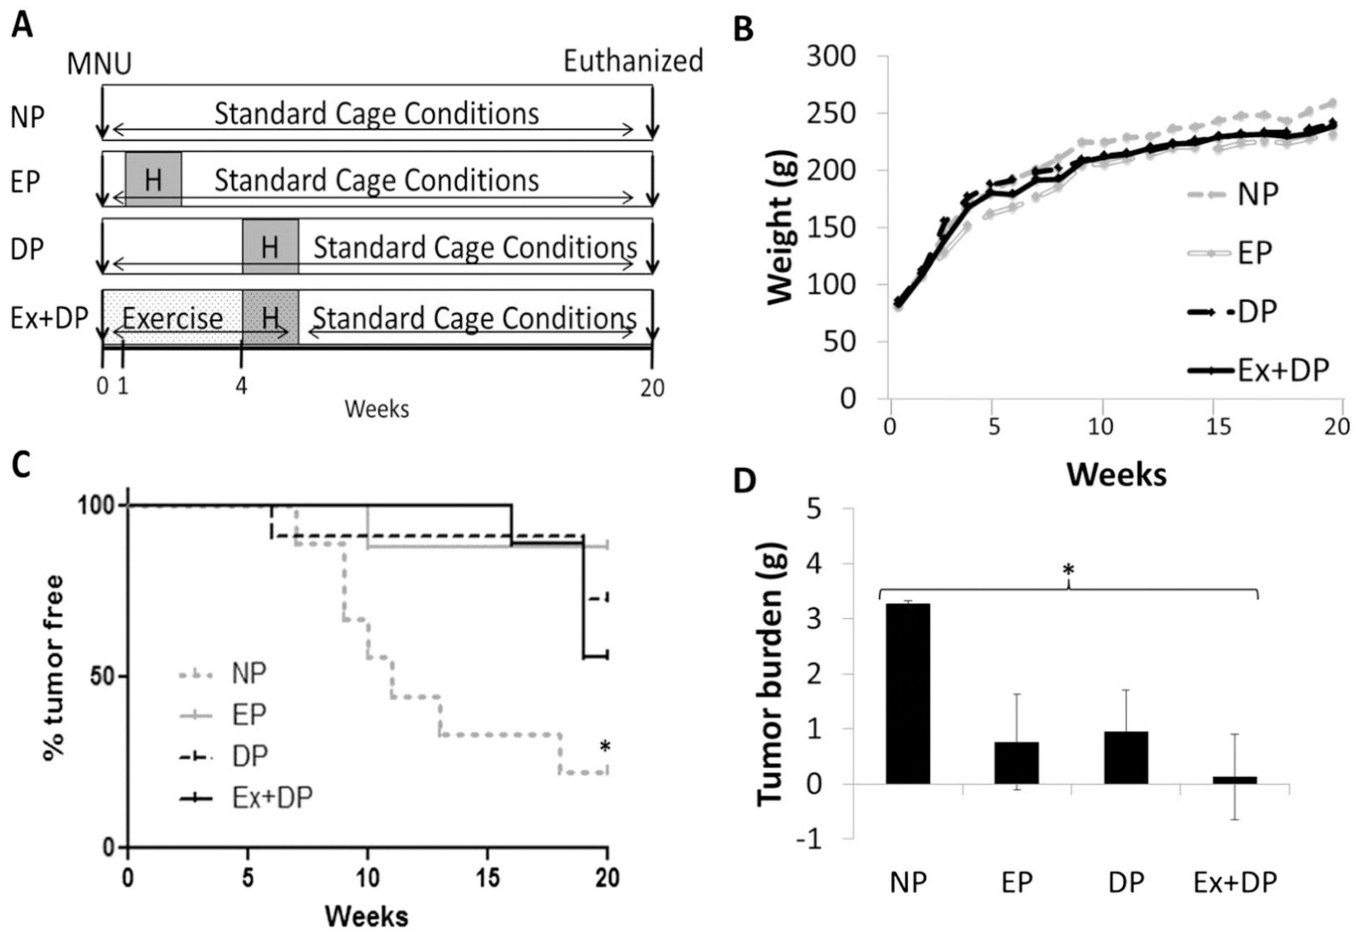 A
MNU
Euthanized
NP
Standard Cage Conditions
EP
H
Standard Cage Conditions
DP
H
Standard Cage Conditions
Ex+DP
Exercise
H
Standard Cage Conditions
0 1 4 20
Weeks
B
300
250
200
150
100
50
0
Weight (g)
NP
EP
DP
Ex+DP
0 5 10 15 20
Weeks
C
100
50
0
% tumor free
NP
EP
DP
Ex+DP
*
0 5 10 15 20
Weeks
D
5
4
3
2
1
0
-1
Tumor burden (g)
*
NP EP DP Ex+DP